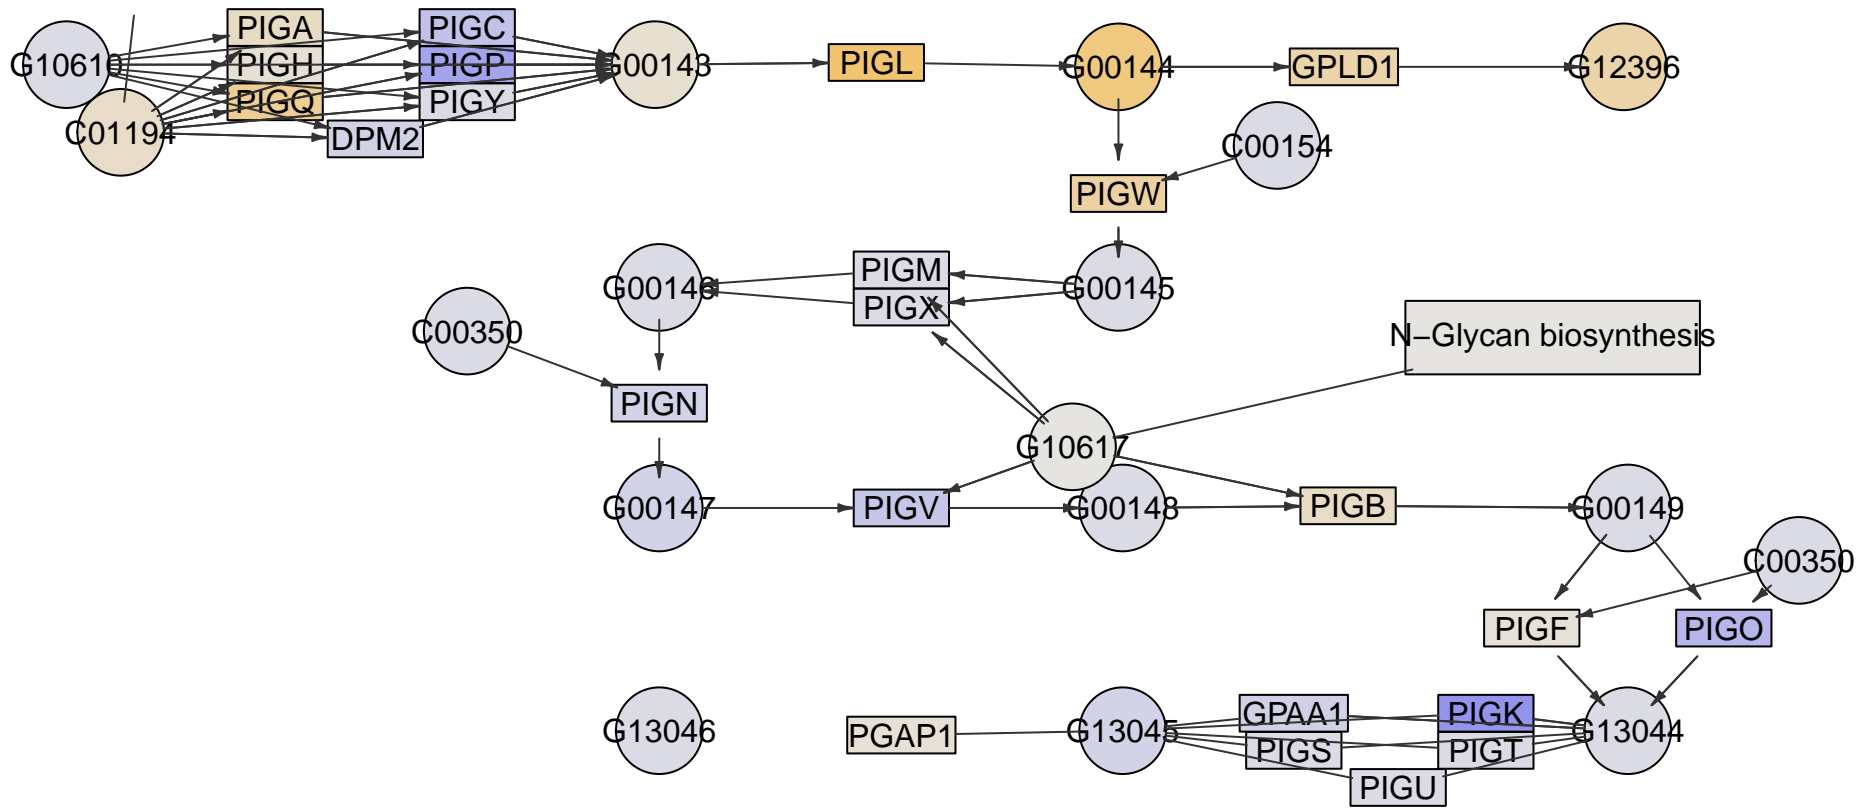 PIGA
PIGC
G10610
PIGH
PIGP
G00143
PIGL
G00144
GPLD1
G12396
PIGQ
PIGY
C01194
DPM2
C00154
PIGW
PIGM
G00146
G00145
PIGX
C00350
N−Glycan biosynthesis
PIGN
G10617
G00147
PIGV
G00148
PIGB
G00149
C00350
PIGF
PIGO
GPAA1
PIGK
G13046
PGAP1
G13045
G13044
PIGS
PIGT
PIGU